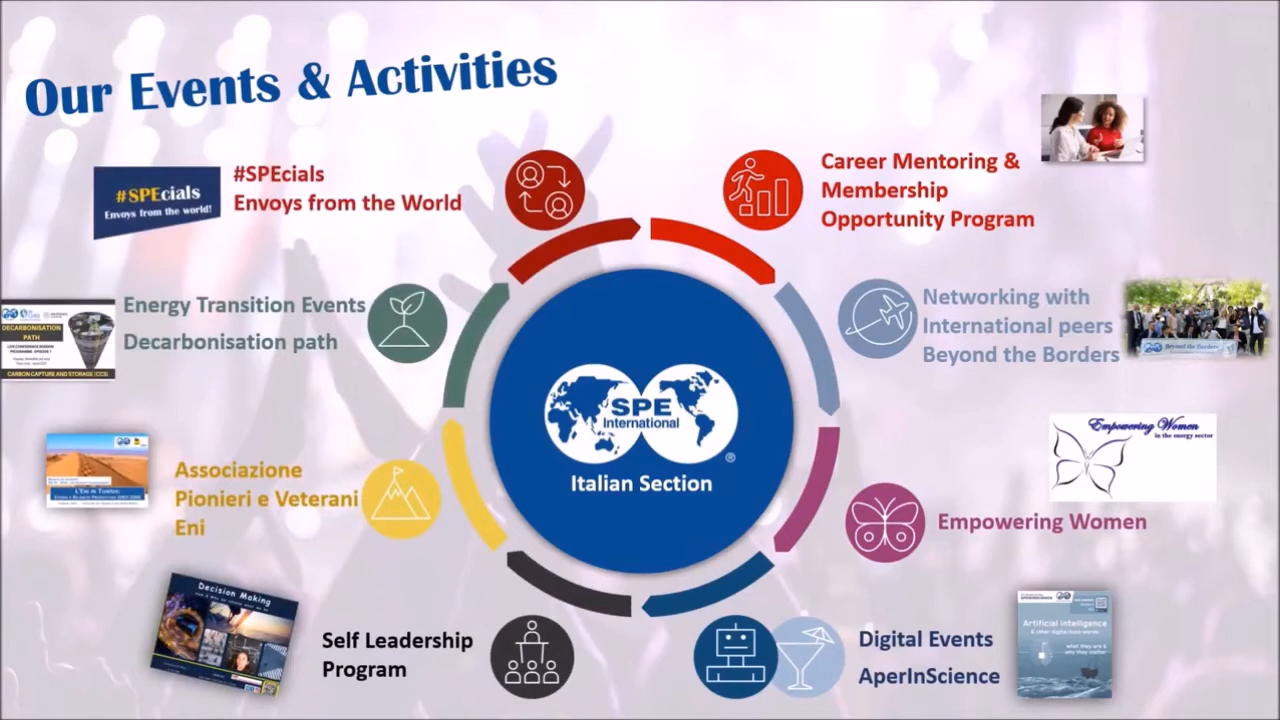 Our Events & Activities
#SPEcials
Envoys from the world!
#SPEcials
Envoys from the World
Career Mentoring &
Membership
Opportunity Program
Energy Transition Events
Decarbonisation path
DECARBONISATION
PATH
CARBON CAPTURE AND STORAGE (CCS)
Networking with
International peers
Beyond the Borders
Beyond the Borders
SPE
International
®
Italian Section
Associazione
Pionieri e Veterani
Eni
Empowering Women
in the energy sector
Empowering Women
Decision Making
Self Leadership
Program
Digital Events
AperInScience
Artificial Intelligence
& other digital buzz-words
what they are &
why they matter